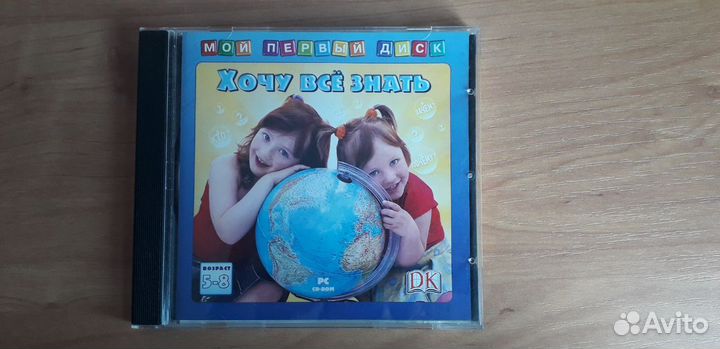 МОЙ ПЕРВЫЙ ДИСК
ХОЧУ ВСЁ ЗНАТЬ
ВОЗРАСТ
5-8
PC
CD-ROM
DK
Avito